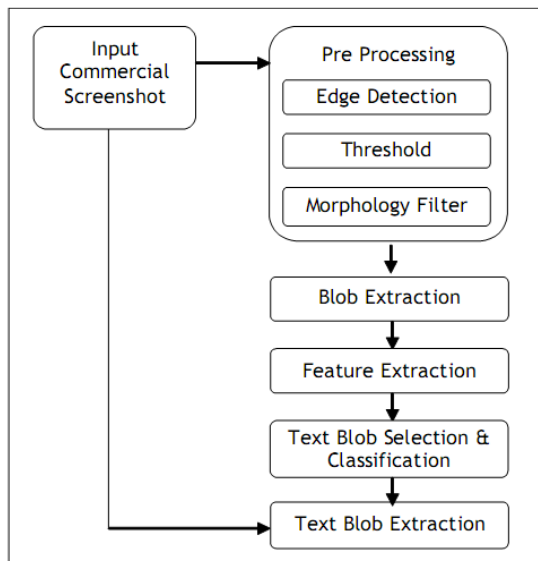 Input
Commercial
Screenshot
Pre Processing
Edge Detection
Threshold
Morphology Filter
Blob Extraction
Feature Extraction
Text Blob Selection &
Classification
Text Blob Extraction